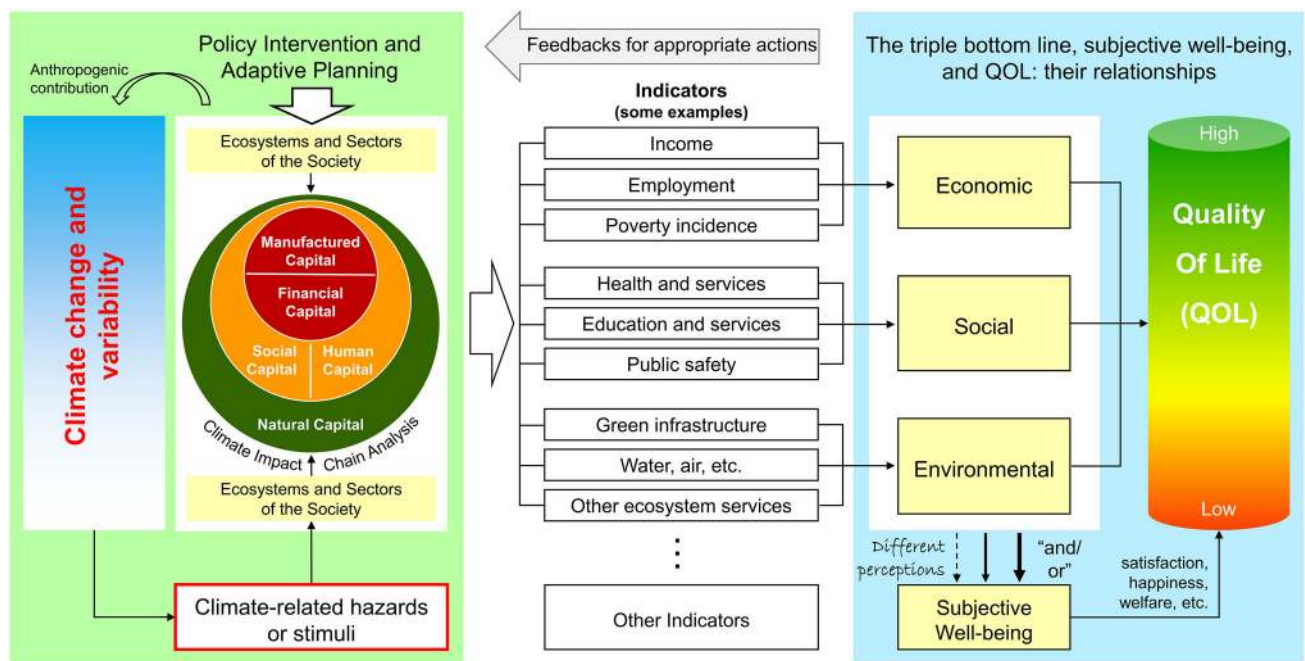 Policy Intervention and
Adaptive Planning
Anthropogenic
contribution
Climate change and
variability
Ecosystems and Sectors
of the Society
Manufactured
Capital
Financial
Capital
Social
Capital
Human
Capital
Natural Capital
Climate Impact
Chain Analysis
Ecosystems and Sectors
of the Society
Climate-related hazards
or stimuli
Feedbacks for appropriate actions
Indicators
(some examples)
Income
Employment
Poverty incidence
Health and services
Education and services
Public safety
Green infrastructure
Water, air, etc.
Other ecosystem services
Other Indicators
The triple bottom line, subjective well-being,
and QOL: their relationships
Economic
Social
Environmental
Different
perceptions
“and/
or”
Subjective
Well-being
satisfaction,
happiness,
welfare, etc.
High
Quality
Of Life
(QOL)
Low